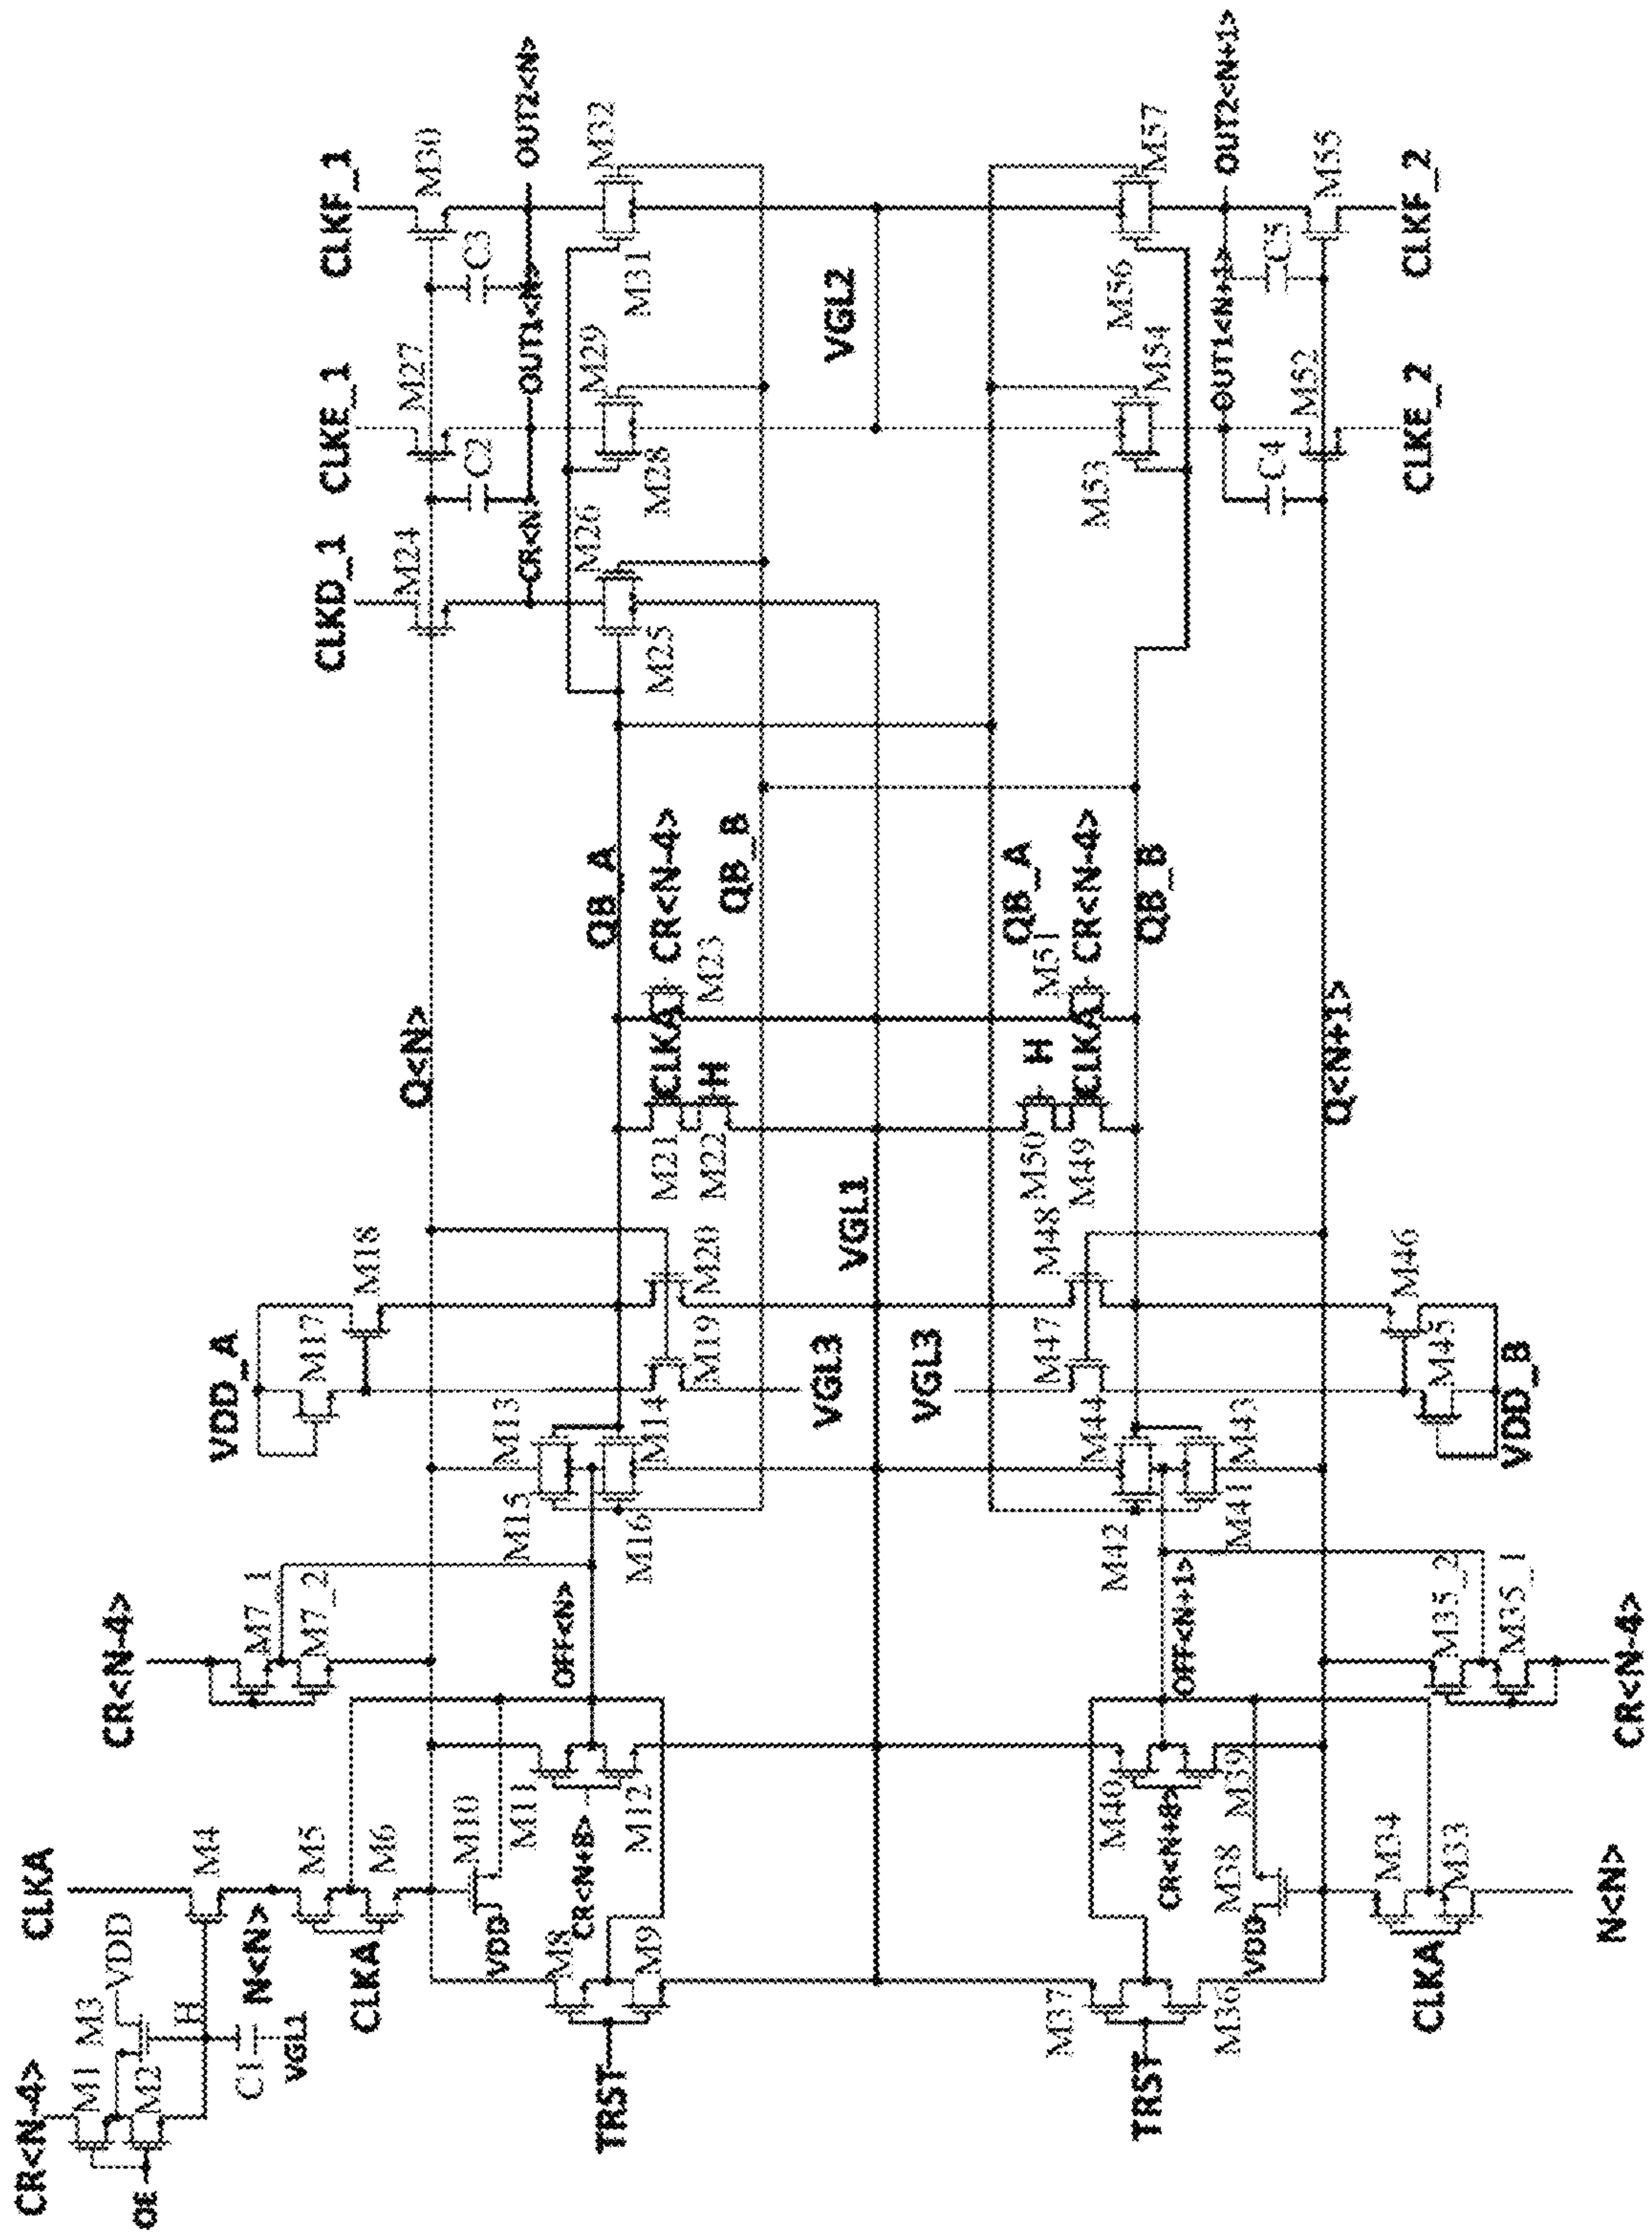 CLKF_1
M30
OUT2<N>
M32
C3
M31
OUT1<N>
CLKE_1
M27
M29
C2
M28
CR<N>
CLKD_1
M24
M26
M25
VGL2
OUT2<N+1>
M57
M55
CLKF_2
M56
C5
OUT1<N+1>
M54
M52
CLKE_2
M53
C4
Q<N>
QB_A
CR<N-4>
QB_B
M23
CLKA
H
M21
M22
QB_A
CR<N-4>
QB_B
M51
H
CLKA
M50
M49
Q<N+1>
VGL1
VDD_A
M18
M17
M20
M19
VGL3
VGL3
M48
M47
M46
M45
VDD_B
M13
M14
M15
M16
M44
M43
M42
M41
CR<N-4>
M7_1
M7_2
OFF<N>
OFF<N+1>
M35_2
M35_1
CR<N-4>
CLKA
M4
M5
M6
M10
M11
M12
CR<N+8>
VDD
M8
M9
TRST
M40
M39
CR<N+8>
M38
VDD
M37
M36
TRST
M34
M33
CLKA
N<N>
CR<N-4>
M1
M2
M3
VDD
H
C1
VGL1
N<N>
CLKA
OE